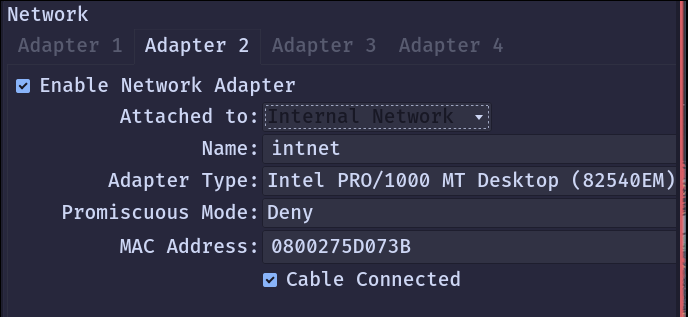 Network
Adapter 1 Adapter 2 Adapter 3 Adapter 4
Enable Network Adapter
Attached to: Internal Network
Name: intnet
Adapter Type: Intel PRO/1000 MT Desktop (82540EM)
Promiscuous Mode: Deny
MAC Address: 0800275D073B
Cable Connected